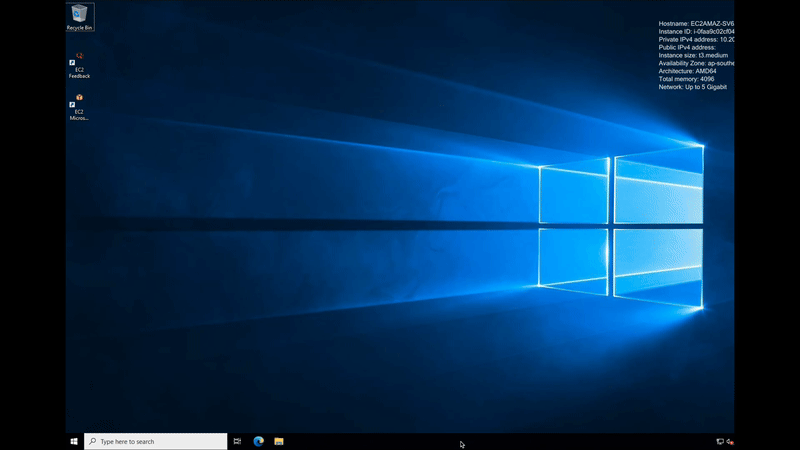 Recycle Bin
EC2
Feedback
EC2
Micros...
Hostname: EC2AMAZ-SV6
Instance ID: i-0faa9c02cf04
Private IPv4 address: 10.20
Public IPv4 address:
Instance size: t3.medium
Availability Zone: ap-southe
Architecture: AMD64
Total memory: 4096
Network: Up to 5 Gigabit
Type here to search